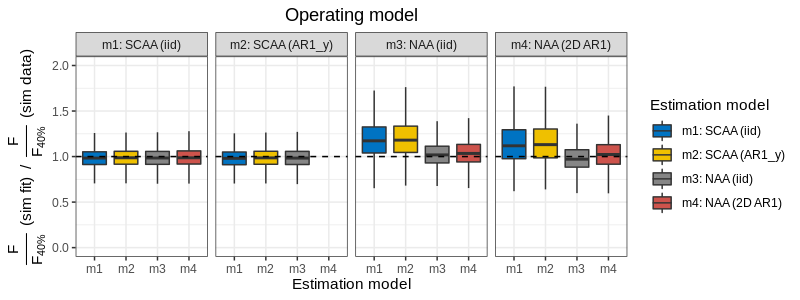 Operating model
m1: SCAA (iid)
m2: SCAA (AR1_y)
m3: NAA (iid)
m4: NAA (2D AR1)
F
F40%
(sim fit) /
F
F40%
(sim data)
2.0
1.5
1.0
0.5
0.0
m1 m2 m3 m4 m1 m2 m3 m4 m1 m2 m3 m4 m1 m2 m3 m4
Estimation model
Estimation model
m1: SCAA (iid)
m2: SCAA (AR1_y)
m3: NAA (iid)
m4: NAA (2D AR1)